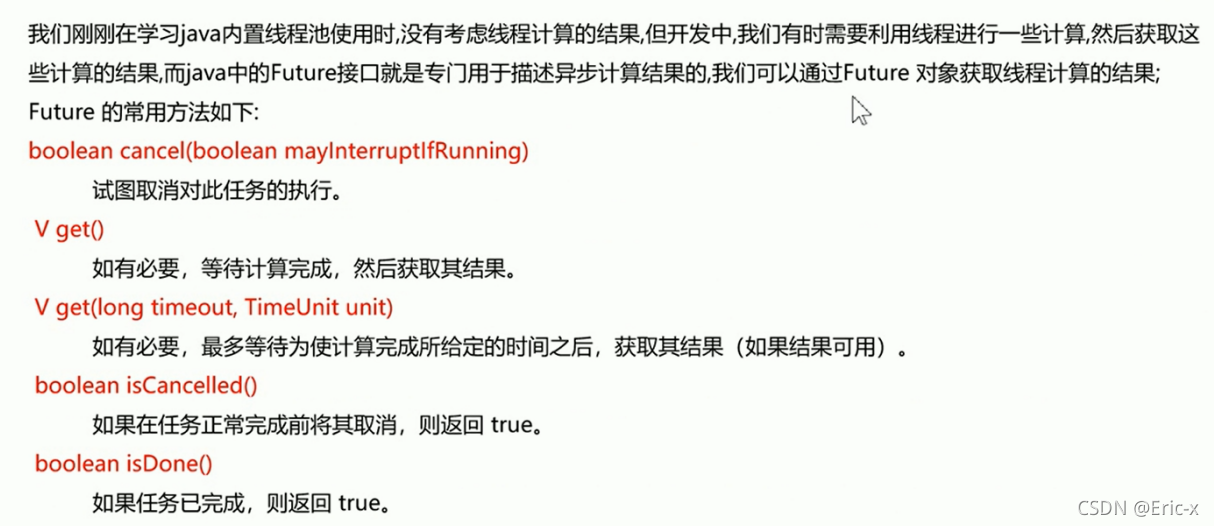 我们刚刚在学习java内置线程池使用时,没有考虑线程计算的结果,但开发中,我们有时需要利用线程进行一些计算,然后获取这
些计算的结果,而java中的Future接口就是专门用于描述异步计算结果的,我们可以通过Future 对象获取线程计算的结果;
Future 的常用方法如下:
boolean cancel(boolean mayInterruptIfRunning)
试图取消对此任务的执行。
V get()
如有必要，等待计算完成，然后获取其结果。
V get(long timeout, TimeUnit unit)
如有必要，最多等待为使计算完成所给定的时间之后，获取其结果（如果结果可用）。
boolean isCancelled()
如果在任务正常完成前将其取消，则返回 true。
boolean isDone()
如果任务已完成，则返回 true。
CSDN @Eric-x